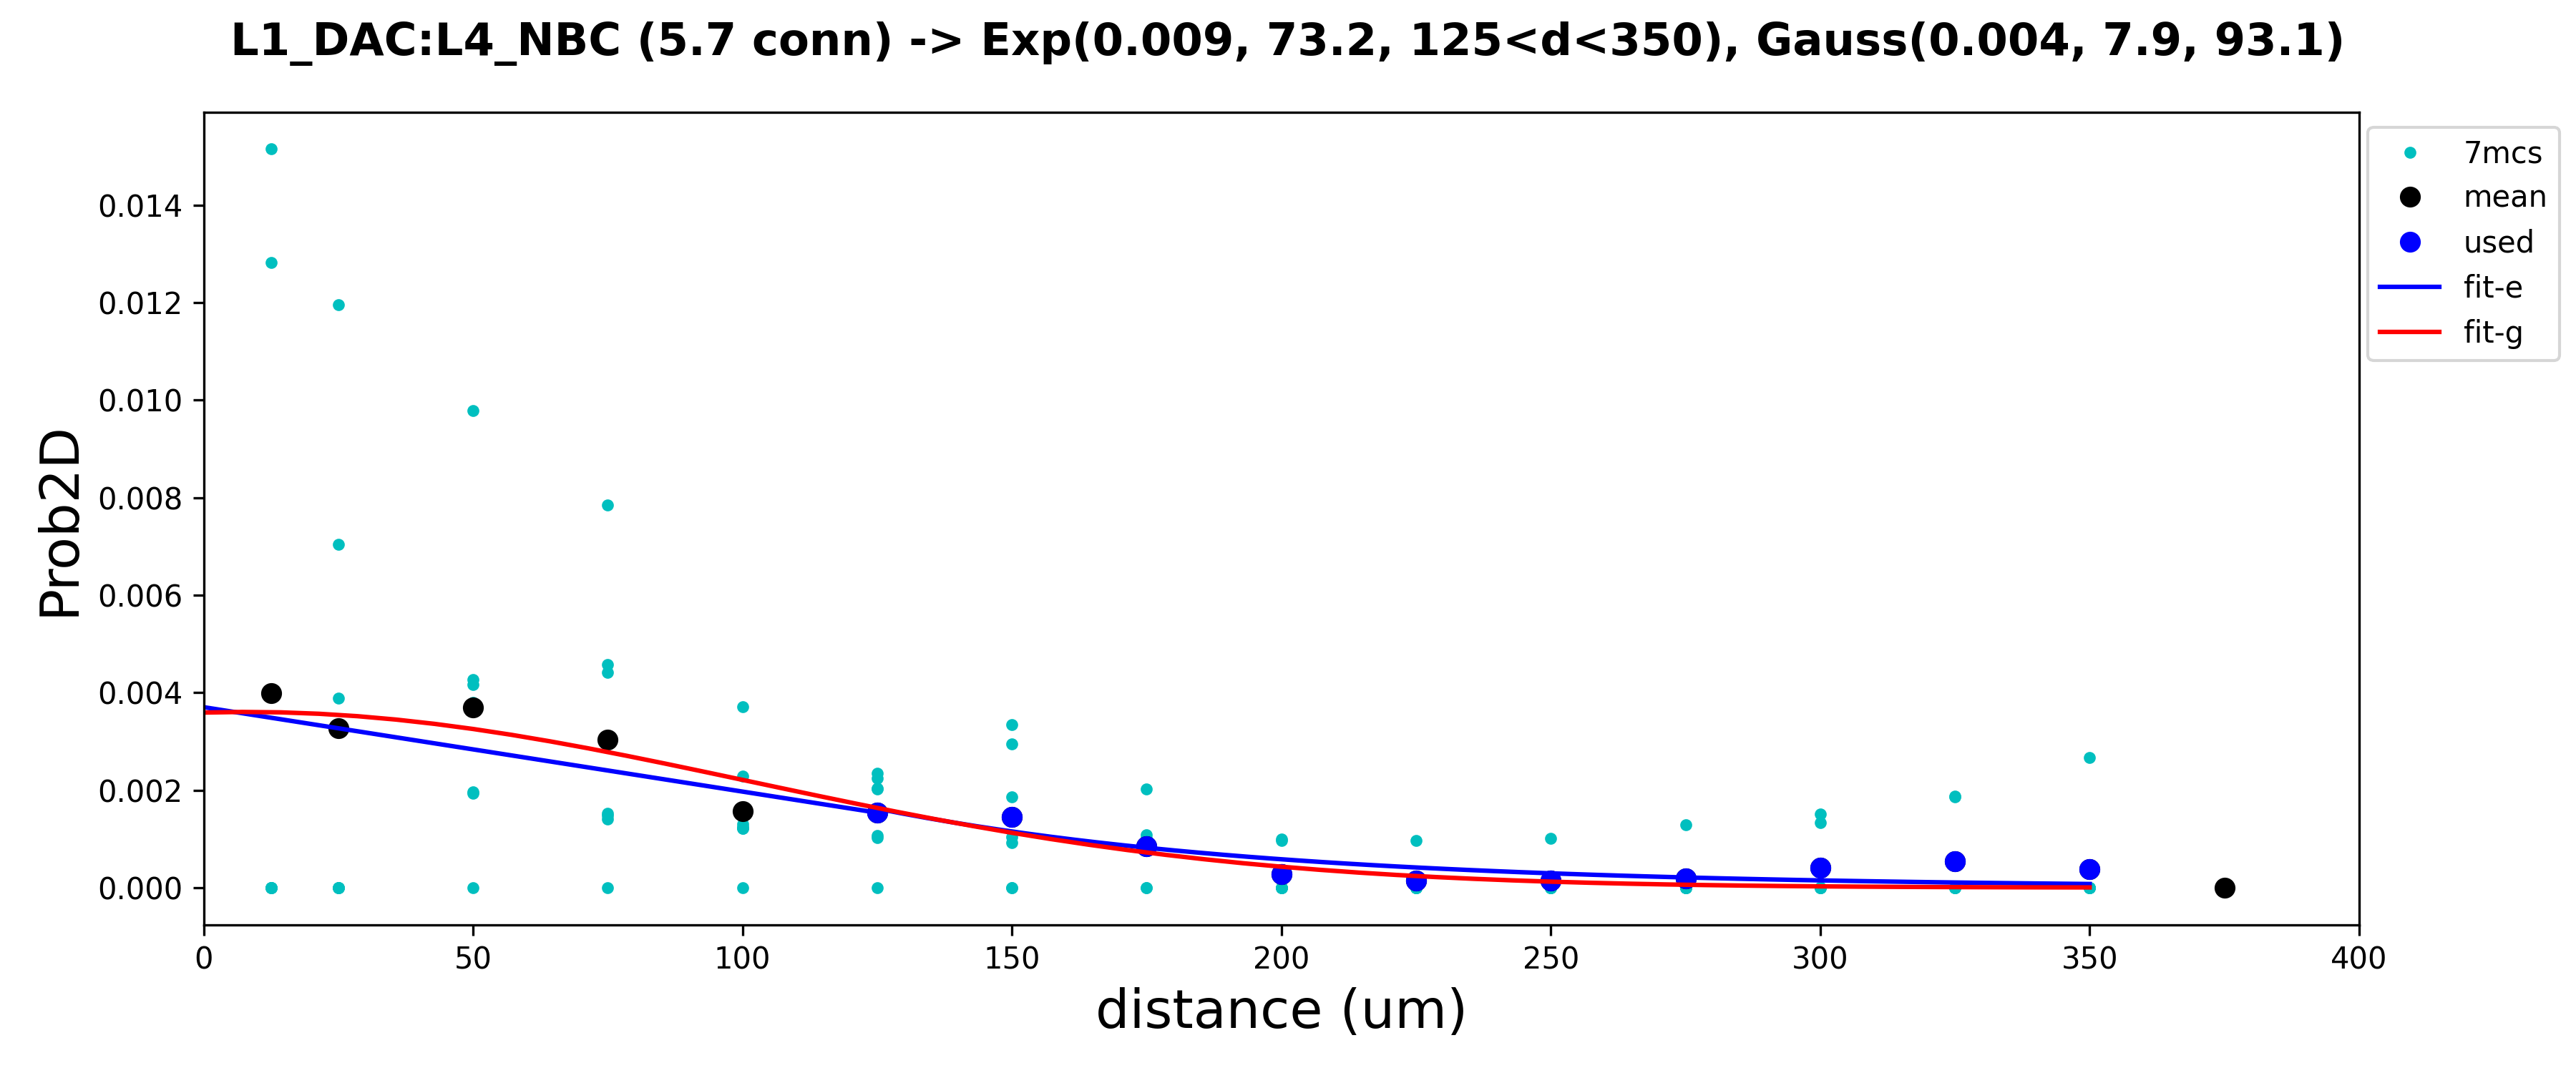 L1_DAC:L4_NBC (5.7 conn) -> Exp(0.009, 73.2, 125<d<350), Gauss(0.004, 7.9, 93.1)
7mcs
mean
used
fit-e
fit-g
0.014
0.012
0.010
0.008
0.006
0.004
0.002
0.000
Prob2D
0 50 100 150 200 250 300 350 400
distance (um)